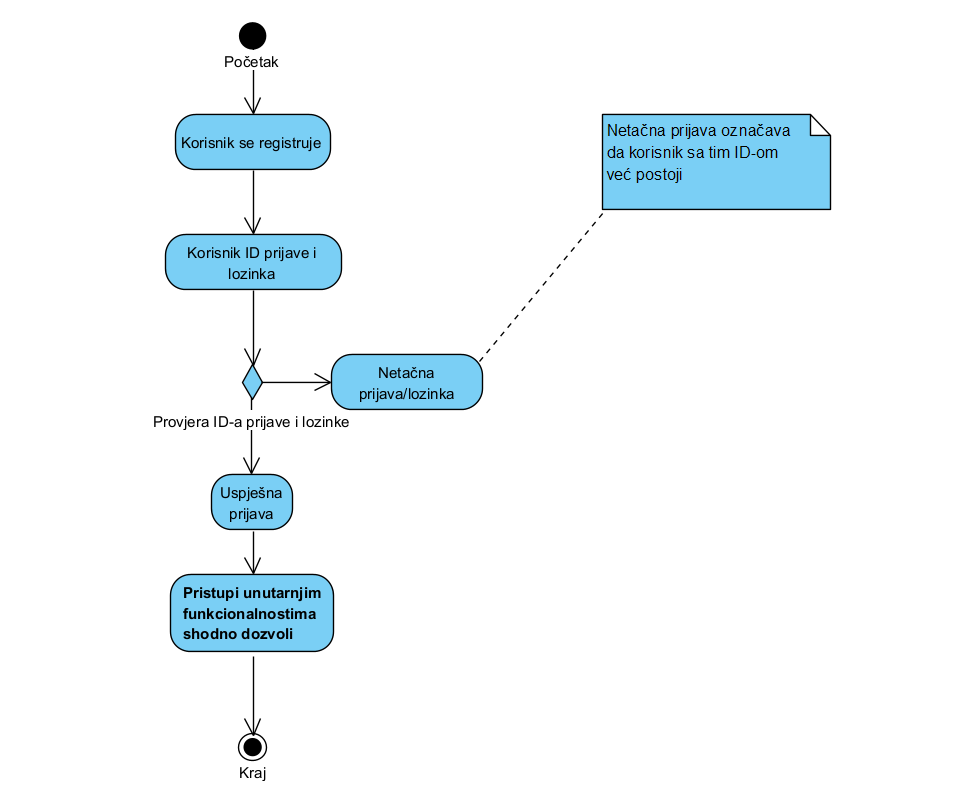 Početak
Korisnik se registruje
Netačna prijava označava
da korisnik sa tim ID-om
već postoji
Korisnik ID prijave i
lozinka
Netačna
prijava/lozinka
Provjera ID-a prijave i lozinke
Uspješna
prijava
Pristupi unutarnjim
funkcionalnostima
shodno dozvoli
Kraj